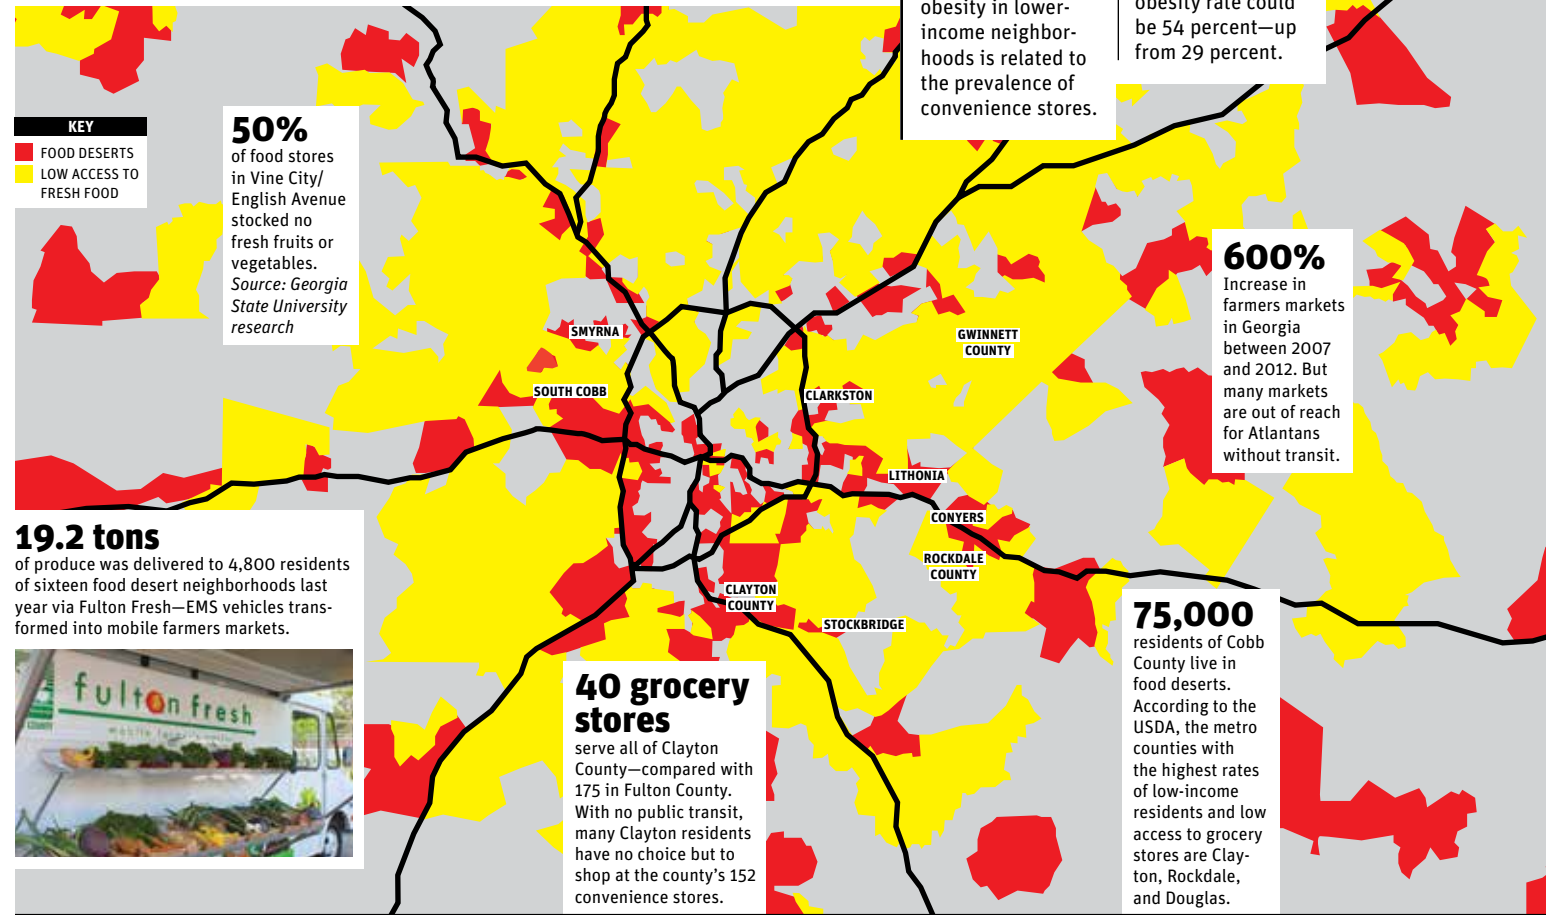 obesity in lower-
income neighbor-
hoods is related to
the prevalence of
convenience stores.
obesity rate could
be 54 percent—up
from 29 percent.
KEY
FOOD DESERTS
LOW ACCESS TO
FRESH FOOD
50%
of food stores
in Vine City/
English Avenue
stocked no
fresh fruits or
vegetables.
Source: Georgia
State University
research
600%
Increase in
farmers markets
in Georgia
between 2007
and 2012. But
many markets
are out of reach
for Atlantans
without transit.
SMYRNA
GWINNETT
COUNTY
SOUTH COBB
CLARKSTON
LITHONIA
CONYERS
ROCKDALE
COUNTY
CLAYTON
COUNTY
STOCKBRIDGE
19.2 tons
of produce was delivered to 4,800 residents
of sixteen food desert neighborhoods last
year via Fulton Fresh—EMS vehicles trans-
formed into mobile farmers markets.
fulton fresh
40 grocery
stores
serve all of Clayton
County—compared with
175 in Fulton County.
With no public transit,
many Clayton residents
have no choice but to
shop at the county's 152
convenience stores.
75,000
residents of Cobb
County live in
food deserts.
According to the
USDA, the metro
counties with
the highest rates
of low-income
residents and low
access to grocery
stores are Clay-
ton, Rockdale,
and Douglas.